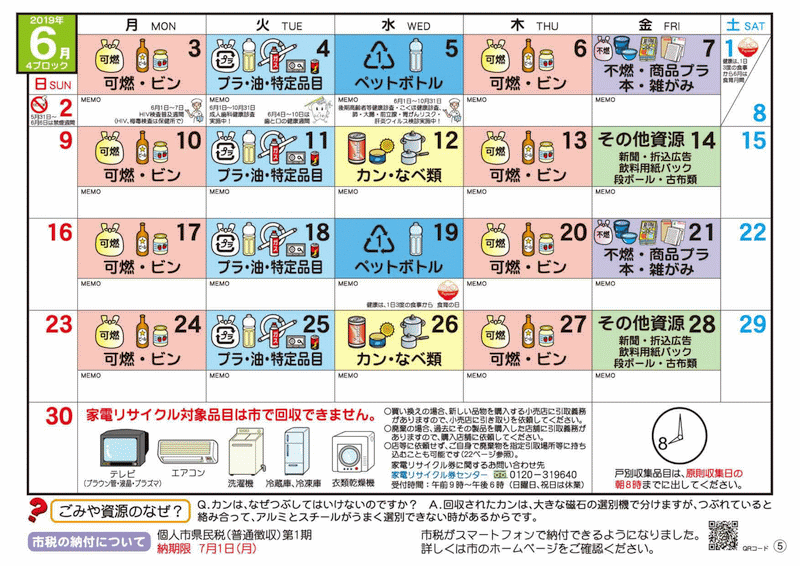 2019年
6月
4ブロック
月 MON
火 TUE
水 WED
木 THU
金 FRI
土 SAT
日 SUN
1
健康は、1日
3度の食事
から6月は
食育月間
2
5月31日〜
6月6日は禁煙週間
可燃
3
可燃・ビン
MEMO
6月1日〜7日
HIV検査普及週間
(HIV、梅毒検査は保健所で)
プラ
4
プラ・油・特定品目
MEMO
6月1日〜10月31日
成人歯科健康診査
実施中!
6月4日〜10日は
歯と口の健康週間
1
5
ペットボトル
MEMO
6月1日〜10月31日
後期高齢者等健康診査・こくほ健康診査、
肺・大腸・前立腺・胃がんリスク・
肝炎ウィルス検診実施中!
可燃
6
可燃・ビン
MEMO
不燃
7
不燃・商品プラ
本・雑がみ
MEMO
8
9
可燃
10
可燃・ビン
MEMO
プラ
11
プラ・油・特定品目
MEMO
12
カン・なべ類
MEMO
可燃
13
可燃・ビン
MEMO
その他資源 14
新聞・折込広告
飲料用紙パック
段ボール・古布類
MEMO
15
16
可燃
17
可燃・ビン
MEMO
プラ
18
プラ・油・特定品目
MEMO
1
19
ペットボトル
MEMO
健康は、1日3度の食事から 食育の日
可燃
20
可燃・ビン
MEMO
不燃
21
不燃・商品プラ
本・雑がみ
MEMO
22
23
可燃
24
可燃・ビン
MEMO
プラ
25
プラ・油・特定品目
MEMO
26
カン・なべ類
MEMO
可燃
27
可燃・ビン
MEMO
その他資源 28
新聞・折込広告
飲料用紙パック
段ボール・古布類
MEMO
29
30
家電リサイクル対象品目は市で回収できません。
テレビ
(ブラウン管・液晶・プラズマ)
エアコン
洗濯機
冷蔵庫、冷凍庫
衣類乾燥機
○買い換えの場合、新しい品物を購入する小売店に引取義務
がありますので、小売店に引き取りを依頼してください。
○廃棄の場合、過去にその製品を購入した店舗に引取義務が
ありますので、購入店舗に依頼してください。
○店等に依頼せず、ご自身で廃棄物を指定引取場所等に持ち
込むことも可能です(22ページ参照)。
家電リサイクル券に関するお問い合わせ先
家電リサイクル券センター 0120-319640
受付時間:午前9時〜午後6時(日曜日、祝日は休業)
8
戸別収集品目は、原則収集日の
朝8時までに出してください。
? ごみや資源のなぜ?
Q.カンは、なぜつぶしてはいけないのですか? A.回収されたカンは、大きな磁石の選別機で分けますが、つぶれていると
絡み合って、アルミとスチールがうまく選別できない時があるからです。
市税の納付について
個人市県民税(普通徴収)第1期
納期限 7月1日(月)
市税がスマートフォンで納付できるようになりました。
詳しくは市のホームページをご確認ください。
QRコード
5